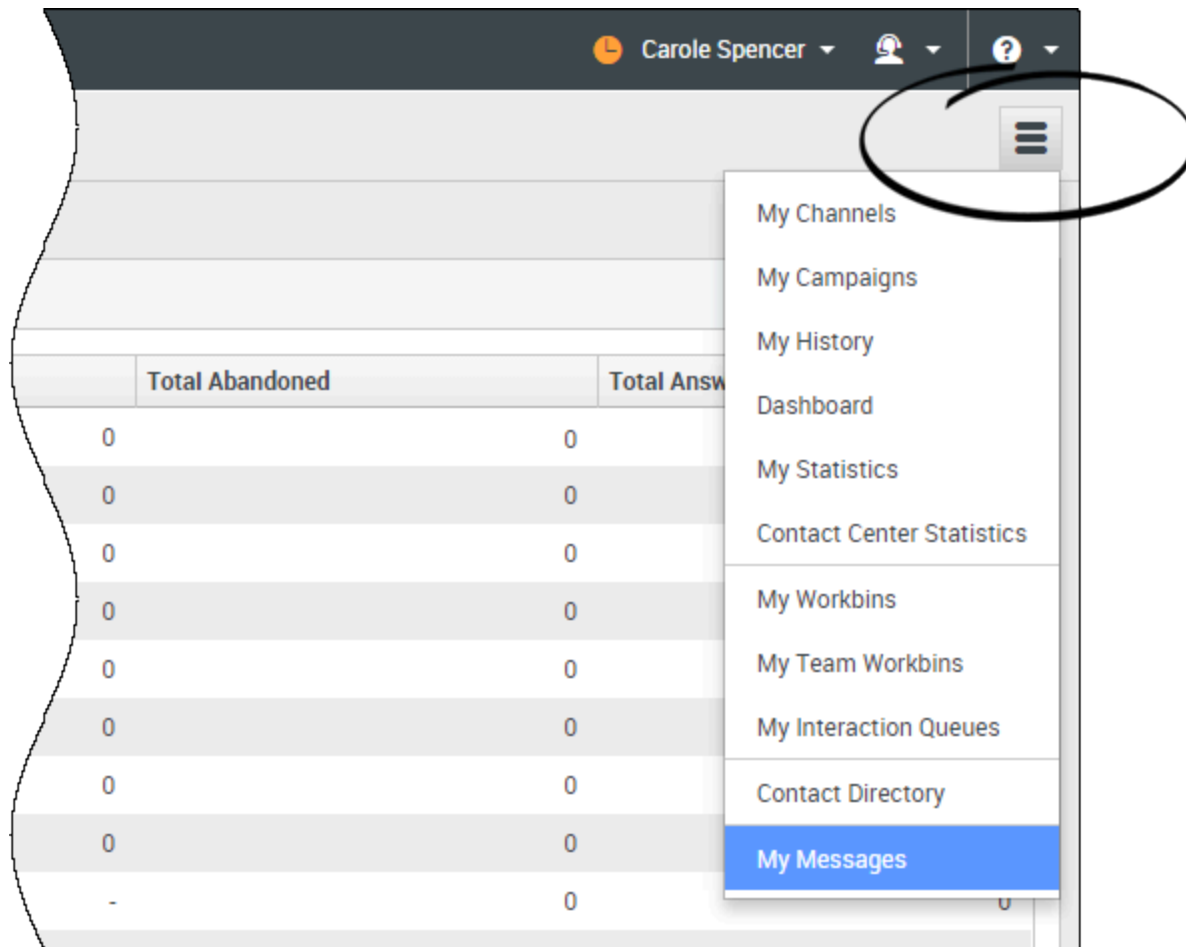 Carole Spencer
?
My Channels
My Campaigns
My History
Total Abandoned Total Answ
Dashboard
0 0
My Statistics
0 0
Contact Center Statistics
0 0
My Workbins
0 0
My Team Workbins
0 0
My Interaction Queues
0 0
Contact Directory
0 0
My Messages
0 0
- 0 0